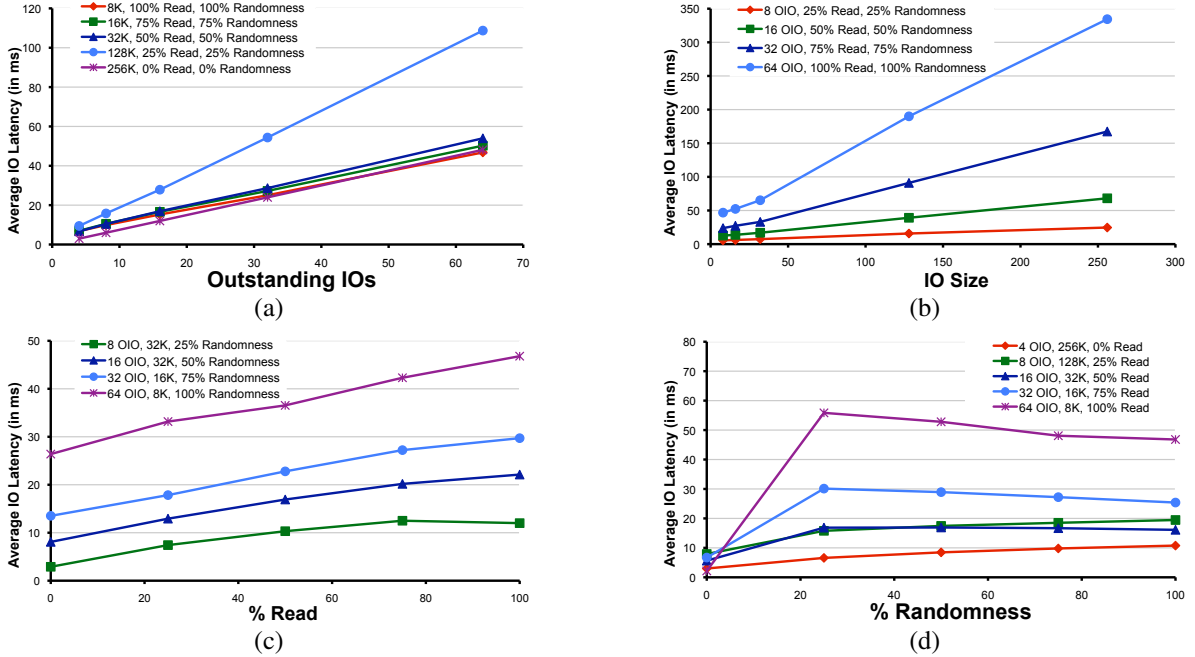 120
100
80
60
40
20
0
Average IO Latency (in ms)
8K, 100% Read, 100% Randomness
16K, 75% Read, 75% Randomness
32K, 50% Read, 50% Randomness
128K, 25% Read, 25% Randomness
256K, 0% Read, 0% Randomness
0 10 20 30 40 50 60 70
Outstanding IOs
(a)
350
300
250
200
150
100
50
0
Average IO Latency (in ms)
8 OIO, 25% Read, 25% Randomness
16 OIO, 50% Read, 50% Randomness
32 OIO, 75% Read, 75% Randomness
64 OIO, 100% Read, 100% Randomness
0 50 100 150 200 250 300
IO Size
(b)
50
40
30
20
10
0
Average IO Latency (in ms)
8 OIO, 32K, 25% Randomness
16 OIO, 32K, 50% Randomness
32 OIO, 16K, 75% Randomness
64 OIO, 8K, 100% Randomness
0 20 40 60 80 100
% Read
(c)
80
70
60
50
40
30
20
10
0
Average IO Latency (in ms)
4 OIO, 256K, 0% Read
8 OIO, 128K, 25% Read
16 OIO, 32K, 50% Read
32 OIO, 16K, 75% Read
64 OIO, 8K, 100% Read
0 20 40 60 80 100
% Randomness
(d)